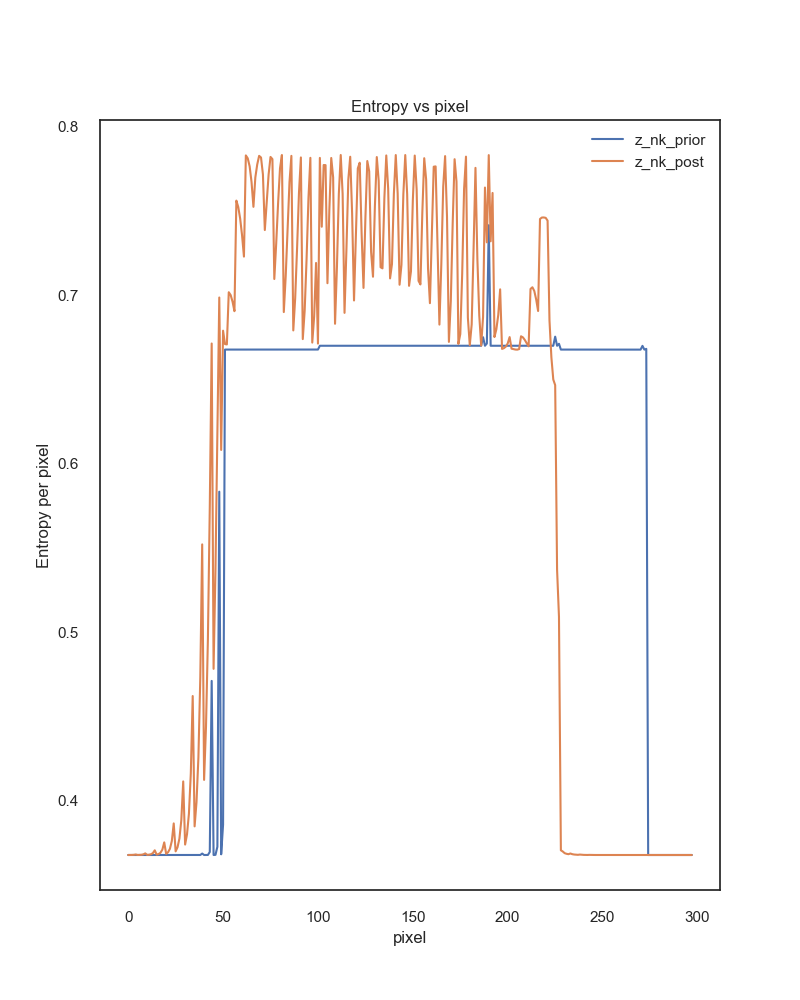 Entropy vs pixel
z_nk_prior
z_nk_post
0.8
0.7
0.6
0.5
0.4
Entropy per pixel
0 50 100 150 200 250 300
pixel